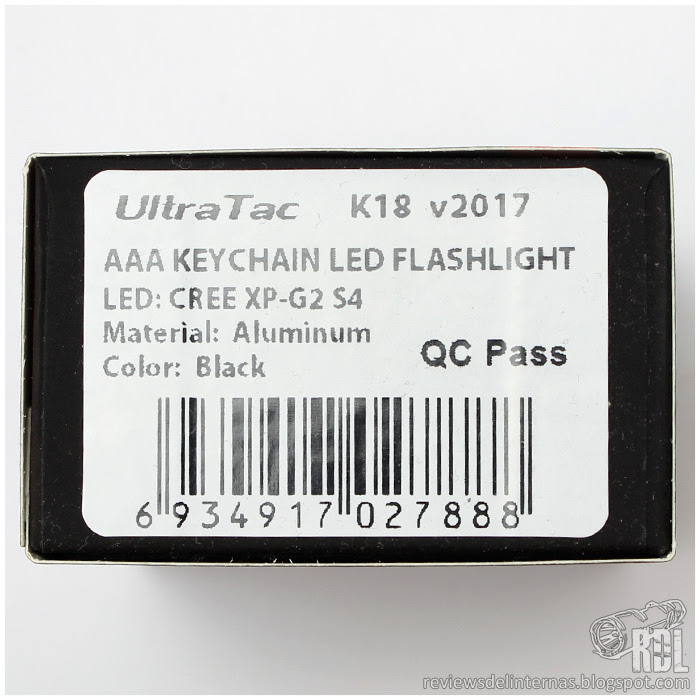 UltraTac K18 v2017
AAA KEYCHAIN LED FLASHLIGHT
LED: CREE XP-G2 S4
Material: Aluminum
Color: Black
QC Pass
6 934917 027888
RDL
reviewsdelinternas.blogspot.com